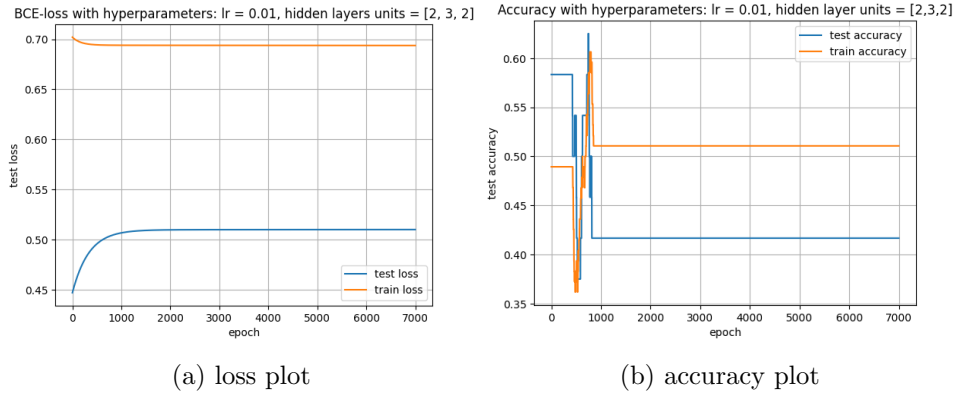 BCE-loss with hyperparameters: lr = 0.01, hidden layers units = [2, 3, 2]
0.70
0.65
0.60
0.55
0.50
0.45
test loss
0
1000
2000
3000
4000
5000
6000
7000
epoch
test loss
train loss
(a) loss plot
Accuracy with hyperparameters: lr = 0.01, hidden layer units = [2,3,2]
0.60
0.55
0.50
0.45
0.40
0.35
test accuracy
0
1000
2000
3000
4000
5000
6000
7000
epoch
test accuracy
train accuracy
(b) accuracy plot